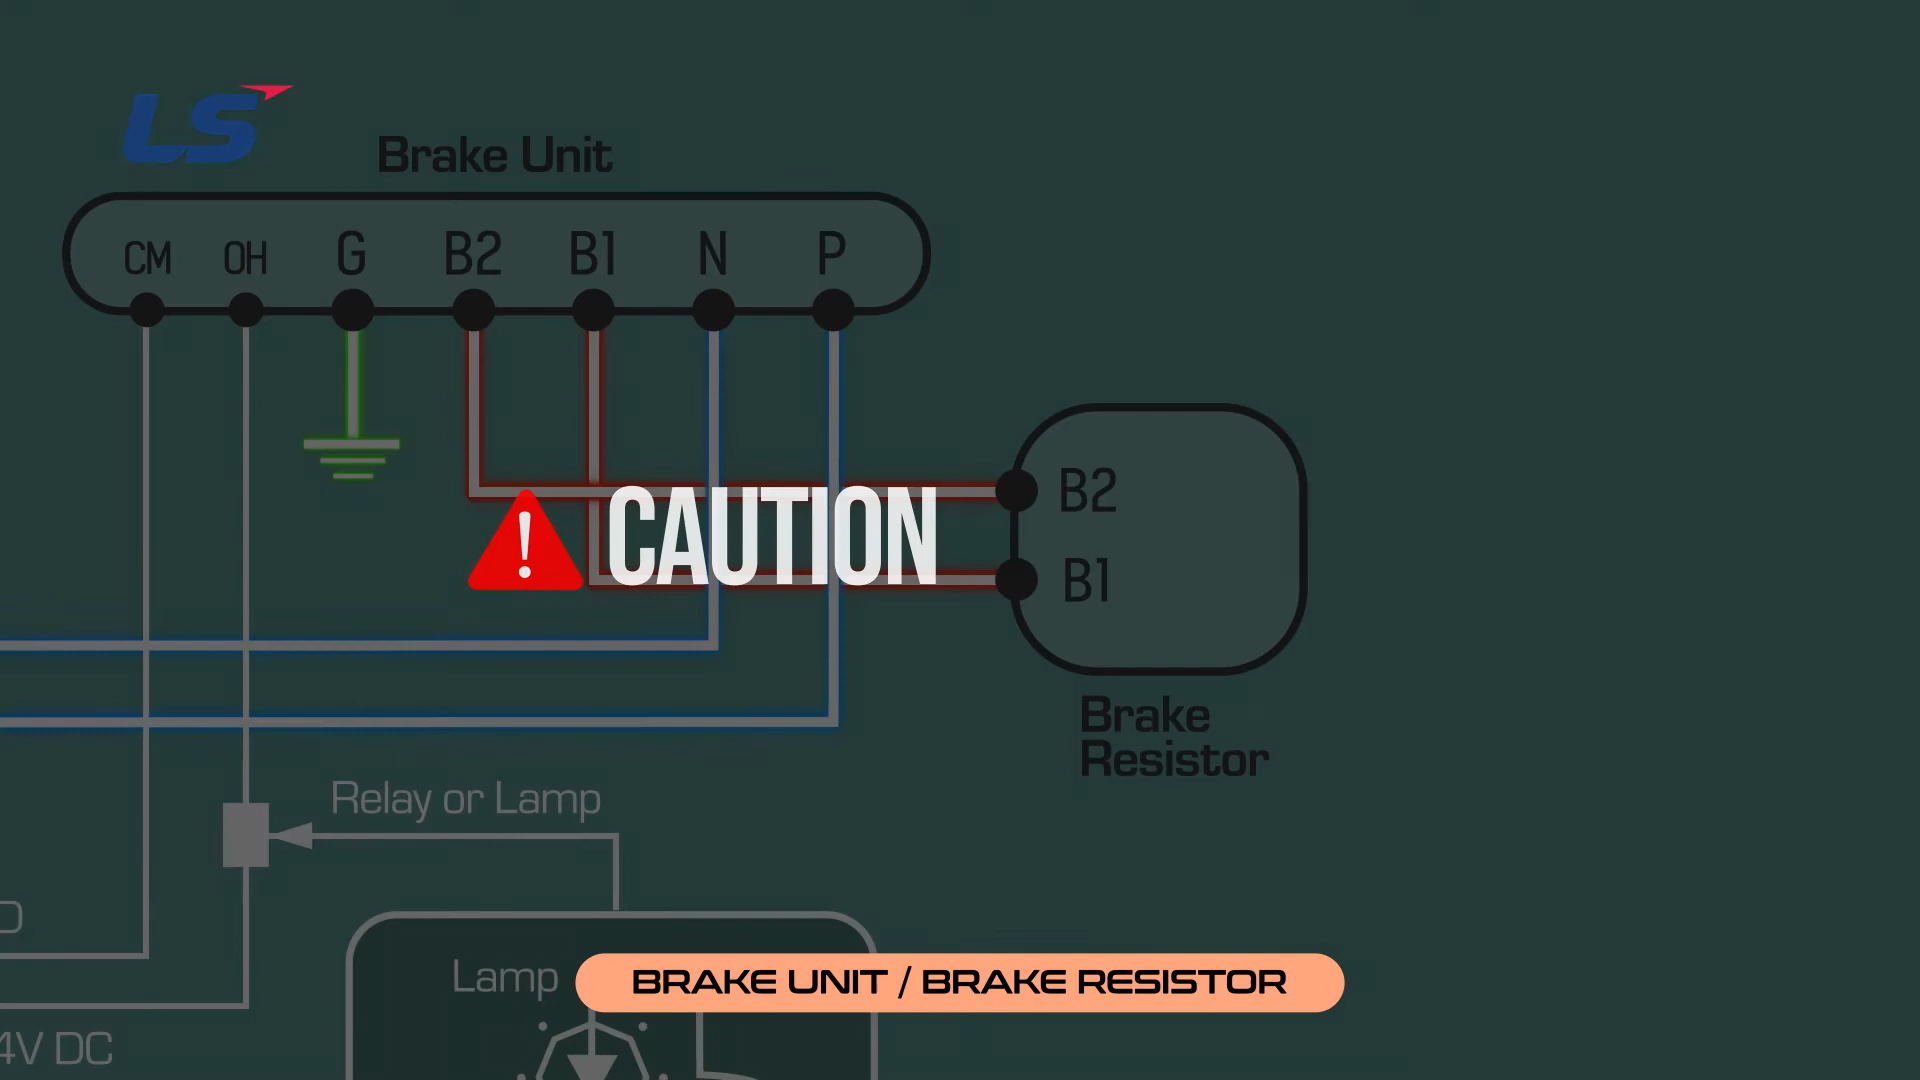 LS
Brake Unit
CM OH G B2 B1 N P
B2
CAUTION
B1
Brake
Resistor
Relay or Lamp
Lamp
BRAKE UNIT / BRAKE RESISTOR
4V DC